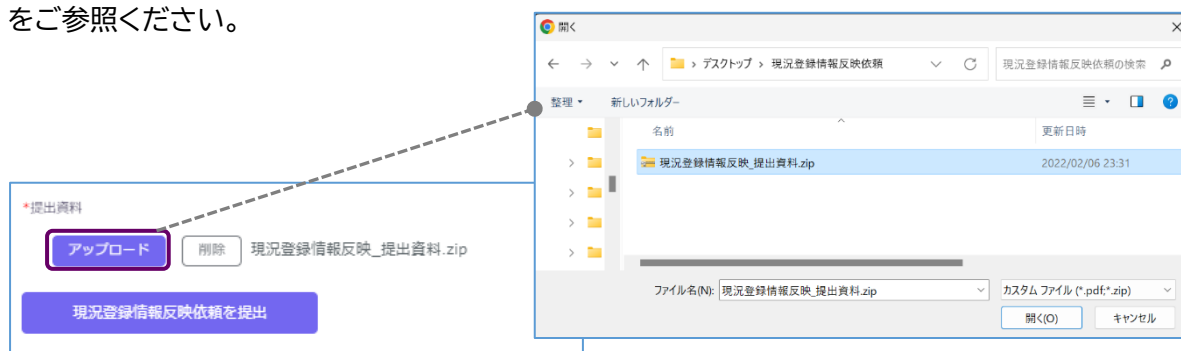 をご参照ください。
開く
デスクトップ > 現況登録情報反映依頼
現況登録情報反映依頼の検索
整理
新しいフォルダー
名前
更新日時
現況登録情報反映_提出資料.zip
2022/02/06 23:31
*提出資料
アップロード
削除
現況登録情報反映_提出資料.zip
現況登録情報反映依頼を提出
ファイル名(N):
現況登録情報反映_提出資料.zip
カスタム ファイル (*.pdf;*.zip)
開く(O)
キャンセル